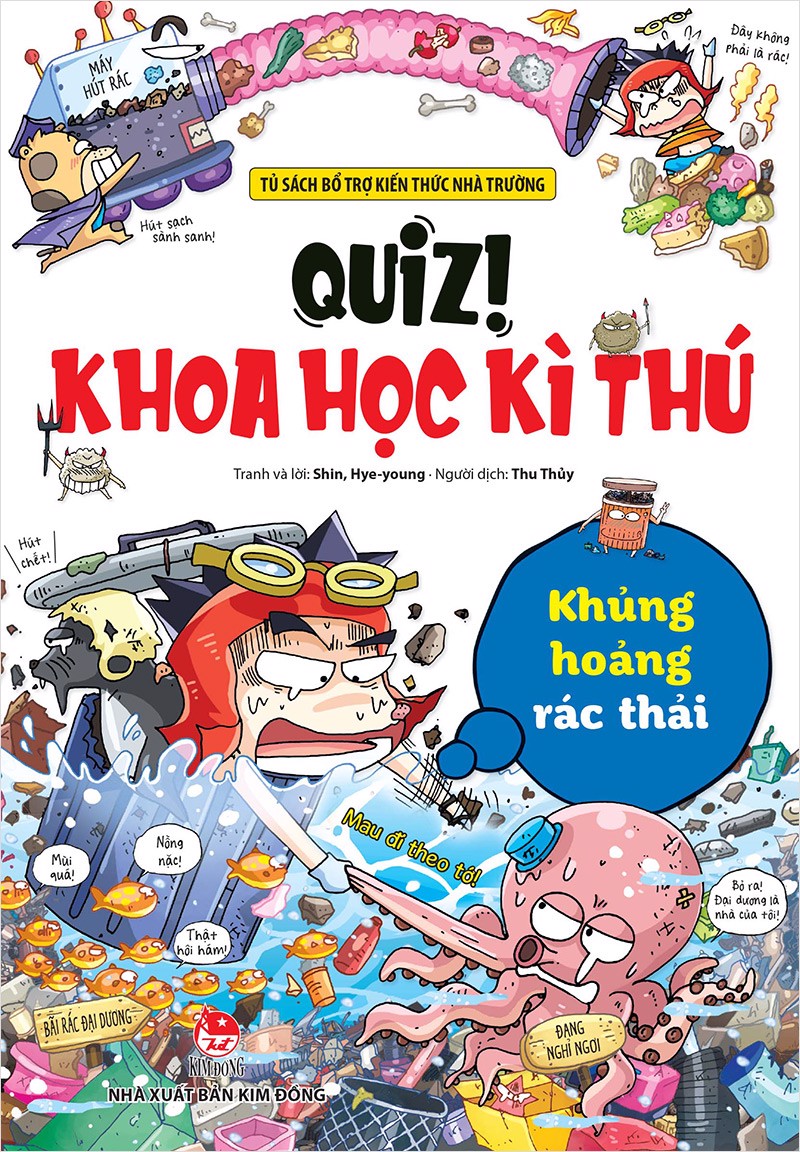 MÁY
HÚT RÁC
Đây không
phải là rác!
Hút sạch
sành sanh!
TỦ SÁCH BỔ TRỢ KIẾN THỨC NHÀ TRƯỜNG
QUIZ!
KHOA HỌC KÌ THÚ
Tranh và lời: Shin, Hye-young · Người dịch: Thu Thủy
Hút
chết!
Khủng
hoảng
rác thải
Mau đi theo tớ!
Mùi
quá!
Nồng
nặc!
Thật
hôi hám!
Bỏ ra!
Đại dương là
nhà của tôi!
BÃI RÁC ĐẠI DƯƠNG
ĐANG
NGHỈ NGƠI
KIM ĐỒNG
NHÀ XUẤT BẢN KIM ĐỒNG